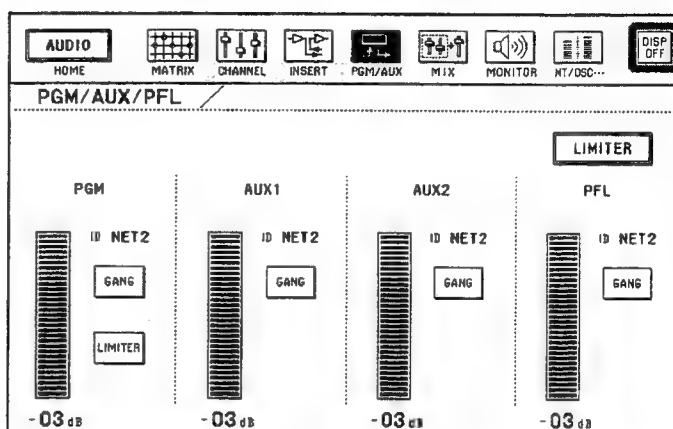 AUDIO
HOME
MATRIX
CHANNEL
INSERT
PGM/AUX
MIX
MONITOR
NT/OSC…
DISP OFF
PGM/AUX/PFL
LIMITER
PGM
AUX1
AUX2
PFL
ID NET2
ID NET2
ID NET2
ID NET2
GANG
GANG
GANG
GANG
LIMITER
-03dB
-03dB
-03dB
-03dB